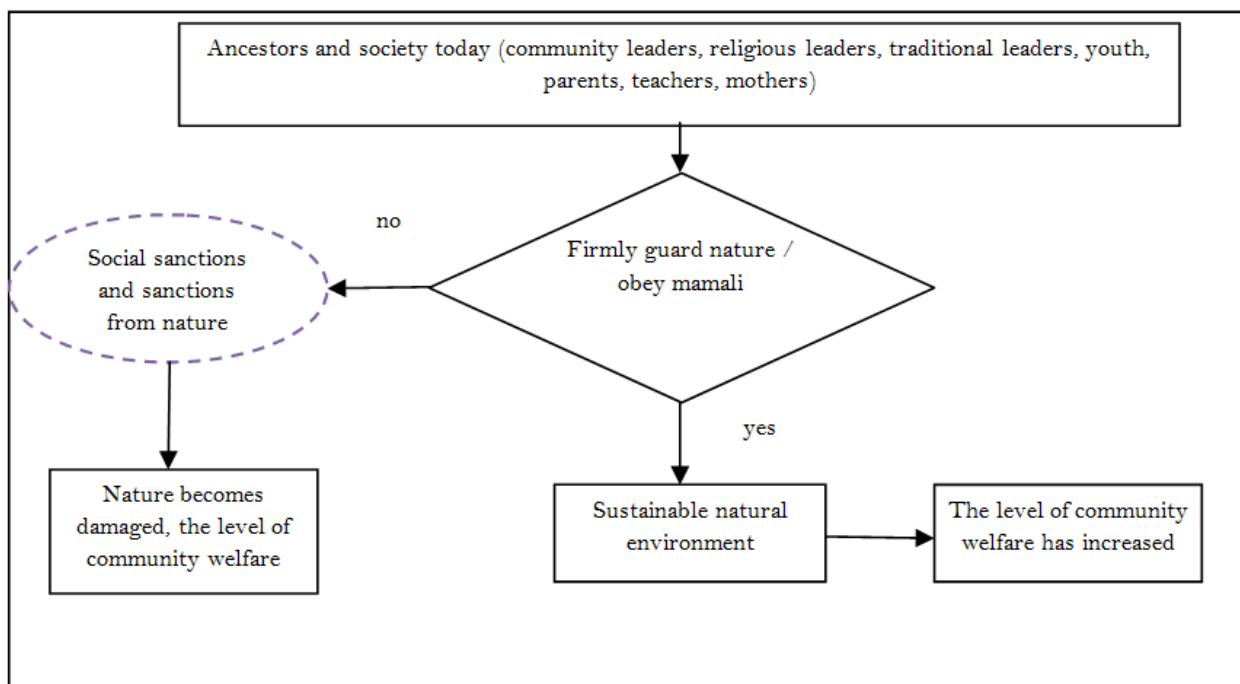 Ancestors and society today (community leaders, religious leaders, traditional leaders, youth,
parents, teachers, mothers)
no
Firmly guard nature /
obey mamali
Social sanctions
and sanctions
from nature
yes
Nature becomes
damaged, the level of
community welfare
Sustainable natural
environment
The level of community
welfare has increased